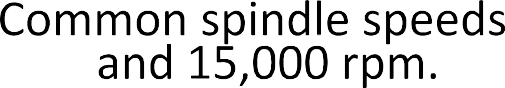 Common spindle speeds
and 15,000 rpm.